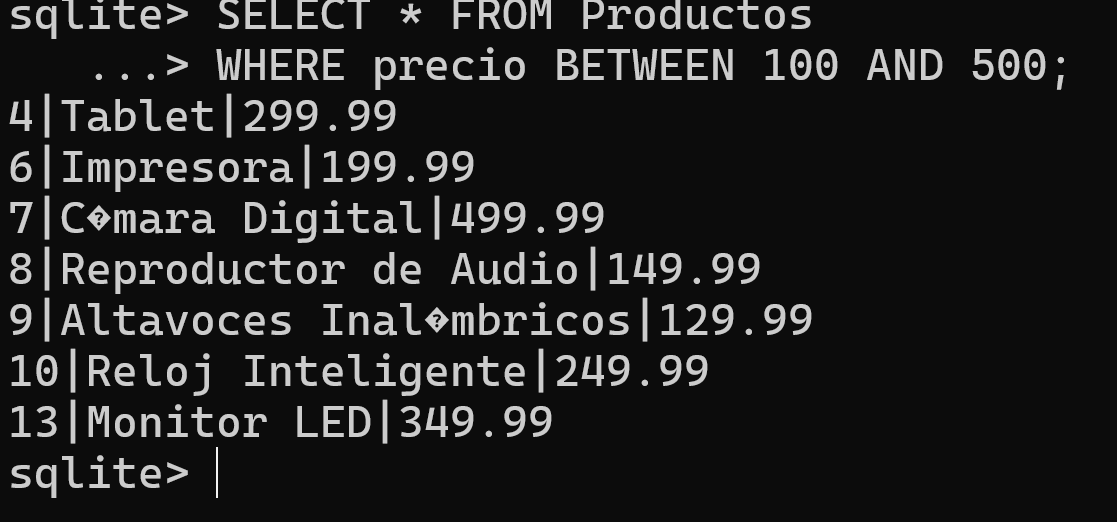 sqlite> SELECT * FROM Productos
...> WHERE precio BETWEEN 100 AND 500;
4|Tablet|299.99
6|Impresora|199.99
7|C�mara Digital|499.99
8|Reproductor de Audio|149.99
9|Altavoces Inal�mbricos|129.99
10|Reloj Inteligente|249.99
13|Monitor LED|349.99
sqlite>